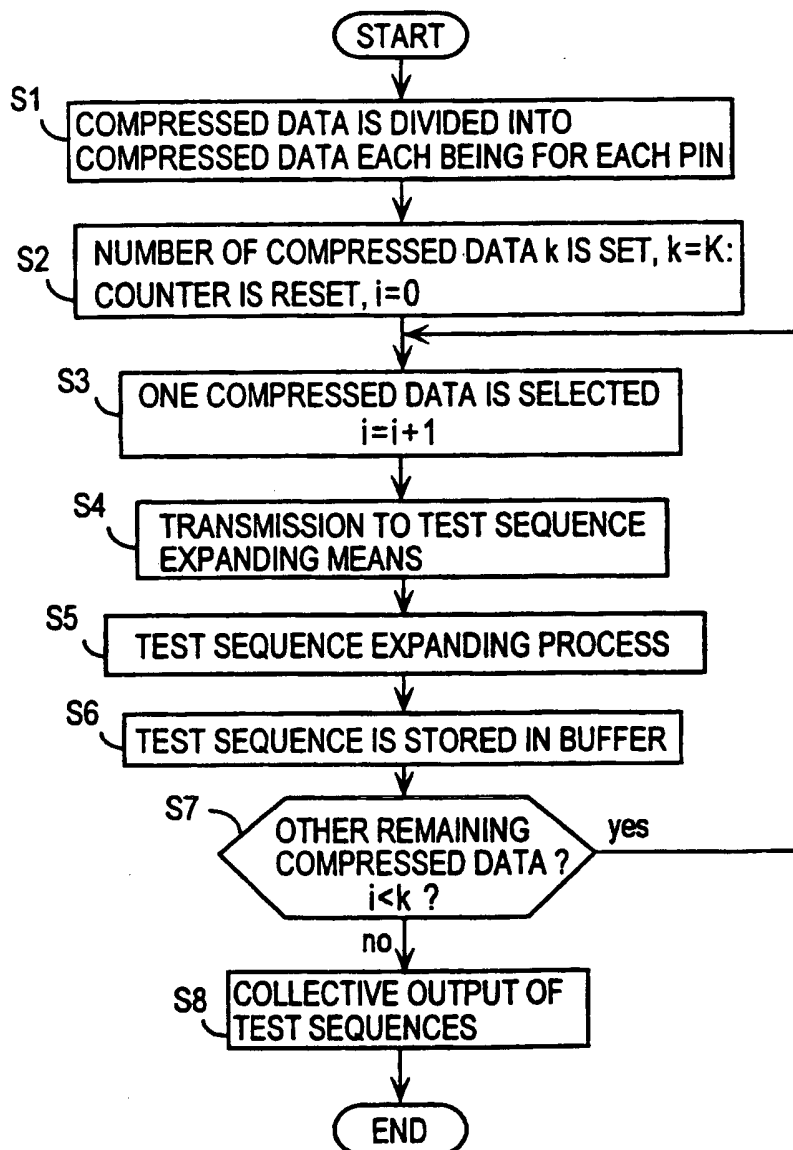 START
S1
COMPRESSED DATA IS DIVIDED INTO
COMPRESSED DATA EACH BEING FOR EACH PIN
S2
NUMBER OF COMPRESSED DATA k IS SET, k=K:
COUNTER IS RESET, i=0
S3
ONE COMPRESSED DATA IS SELECTED
i=i+1
S4
TRANSMISSION TO TEST SEQUENCE
EXPANDING MEANS
S5
TEST SEQUENCE EXPANDING PROCESS
S6
TEST SEQUENCE IS STORED IN BUFFER
S7
OTHER REMAINING
COMPRESSED DATA ?
i<k ?
yes
no
S8
COLLECTIVE OUTPUT OF
TEST SEQUENCES
END